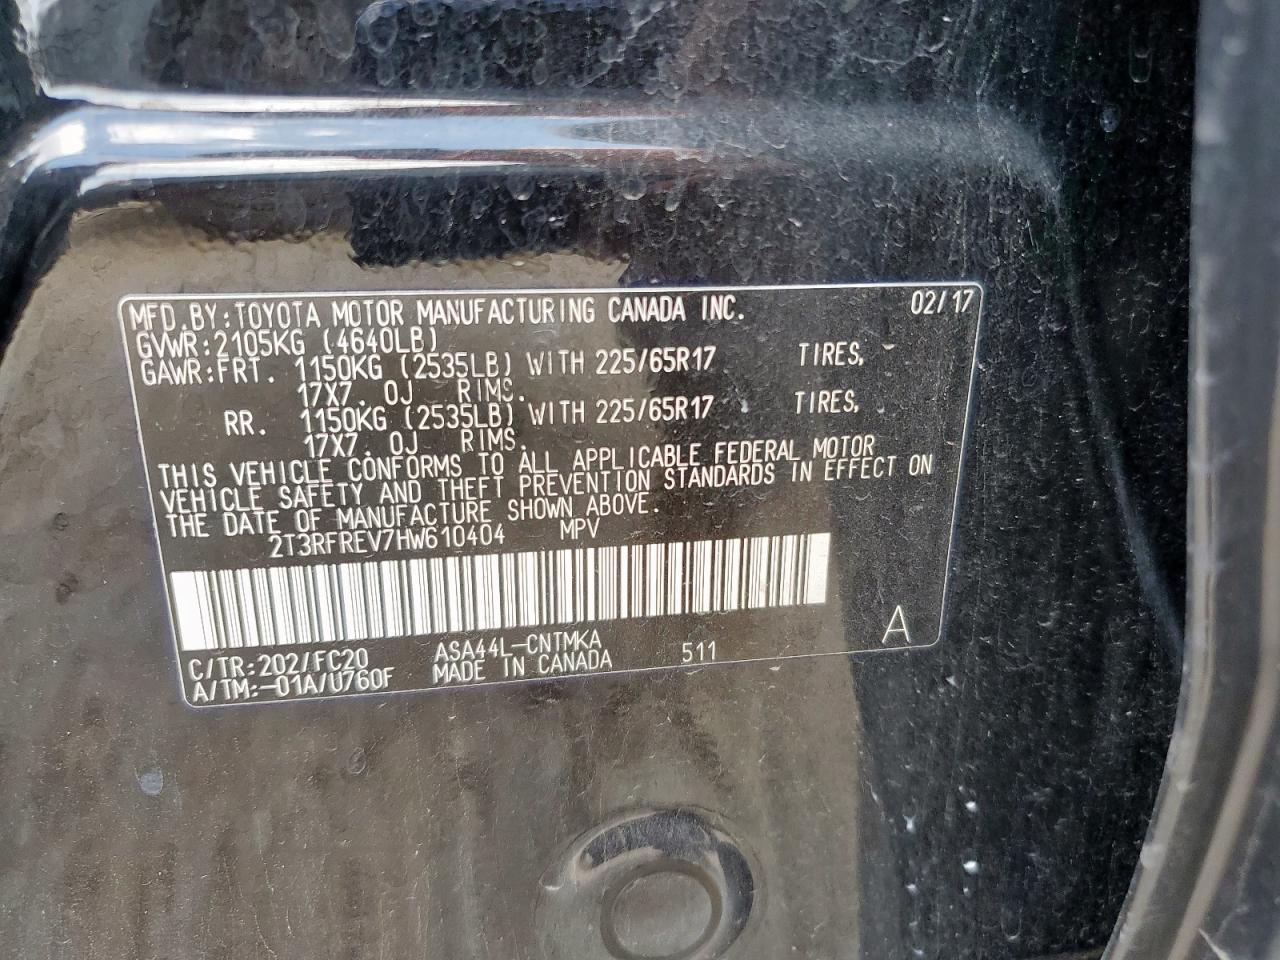 MFD.BY:TOYOTA MOTOR MANUFACTURING CANADA INC. 02/17
GVWR:2105KG (4640LB)
GAWR:FRT. 1150KG (2535LB) WITH 225/65R17 TIRES,
17X7.0J RIMS.
RR. 1150KG (2535LB) WITH 225/65R17 TIRES,
17X7.0J RIMS.
THIS VEHICLE CONFORMS TO ALL APPLICABLE FEDERAL MOTOR
VEHICLE SAFETY AND THEFT PREVENTION STANDARDS IN EFFECT ON
THE DATE OF MANUFACTURE SHOWN ABOVE.
2T3RFREV7HW610404 MPV
C/TR:202/FC20 ASA44L-CNTMKA 511 A
A/TM:-01A/U760F MADE IN CANADA